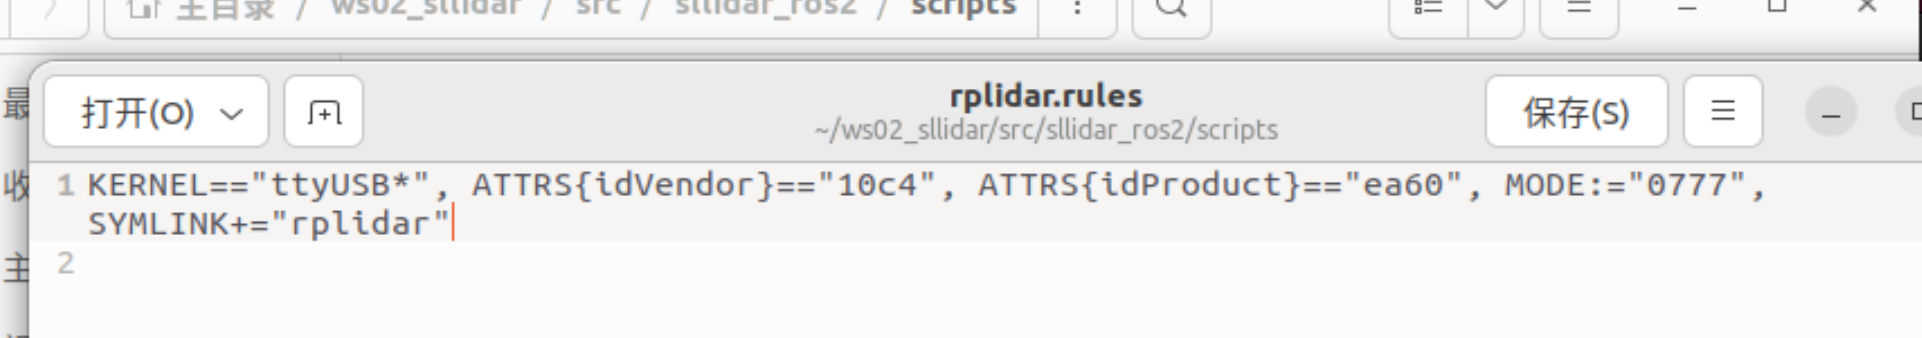 主目录 / ws02_sllidar / src / sllidar_ros2 / scripts
打开(O)
rplidar.rules
~/ws02_sllidar/src/sllidar_ros2/scripts
保存(S)
最
收
主
1 KERNEL=="ttyUSB*", ATTRS{idVendor}=="10c4", ATTRS{idProduct}=="ea60", MODE:="0777",
SYMLINK+="rplidar"
2